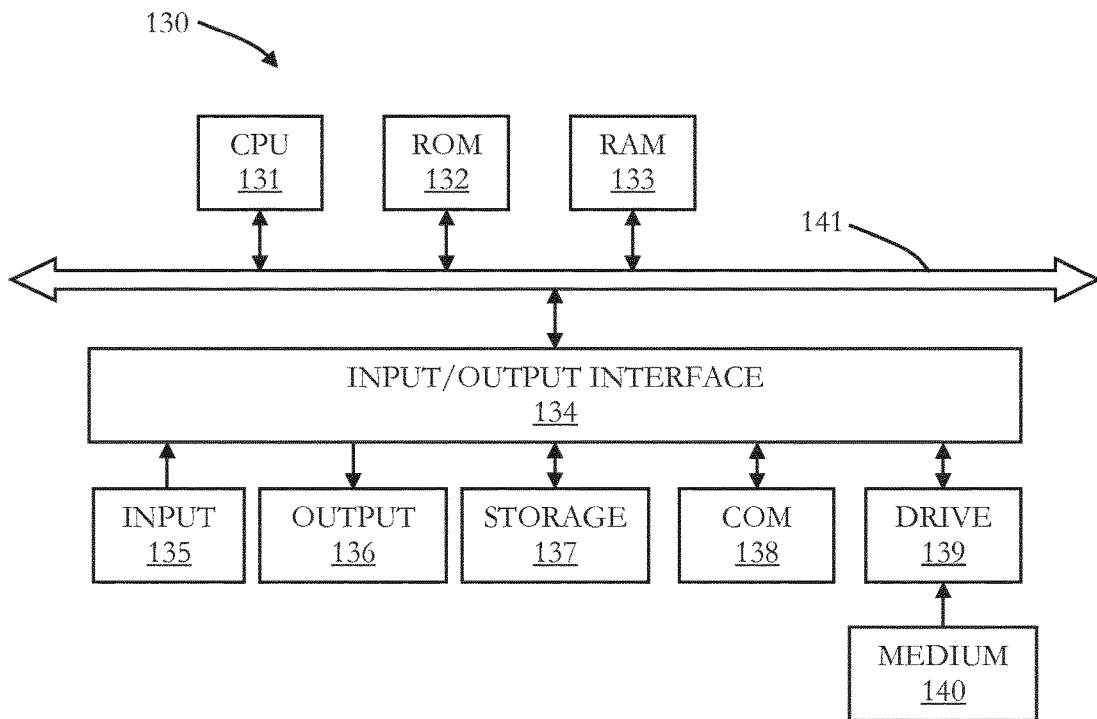 130
CPU
131
ROM
132
RAM
133
141
INPUT/OUTPUT INTERFACE
134
INPUT
135
OUTPUT
136
STORAGE
137
COM
138
DRIVE
139
MEDIUM
140